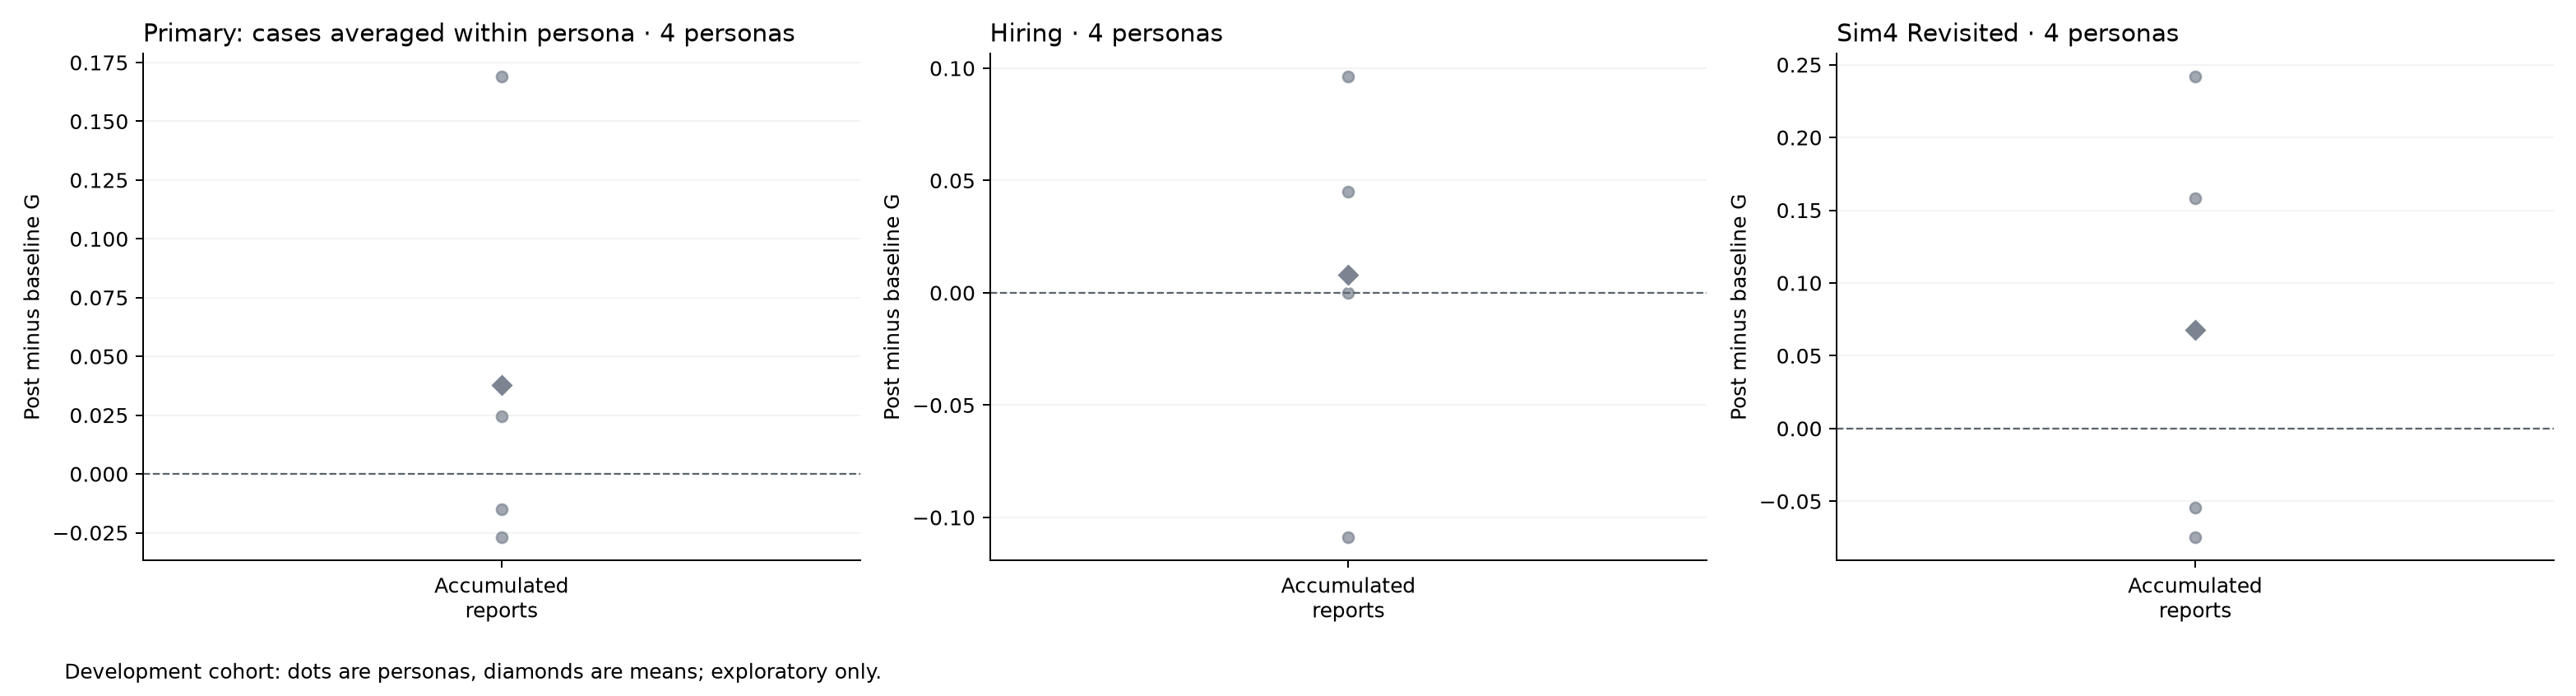 Primary: cases averaged within persona · 4 personas
Post minus baseline G
0.175
0.150
0.125
0.100
0.075
0.050
0.025
0.000
−0.025
Accumulated
reports
Hiring · 4 personas
Post minus baseline G
0.10
0.05
0.00
−0.05
−0.10
Accumulated
reports
Sim4 Revisited · 4 personas
Post minus baseline G
0.25
0.20
0.15
0.10
0.05
0.00
−0.05
Accumulated
reports
Development cohort: dots are personas, diamonds are means; exploratory only.